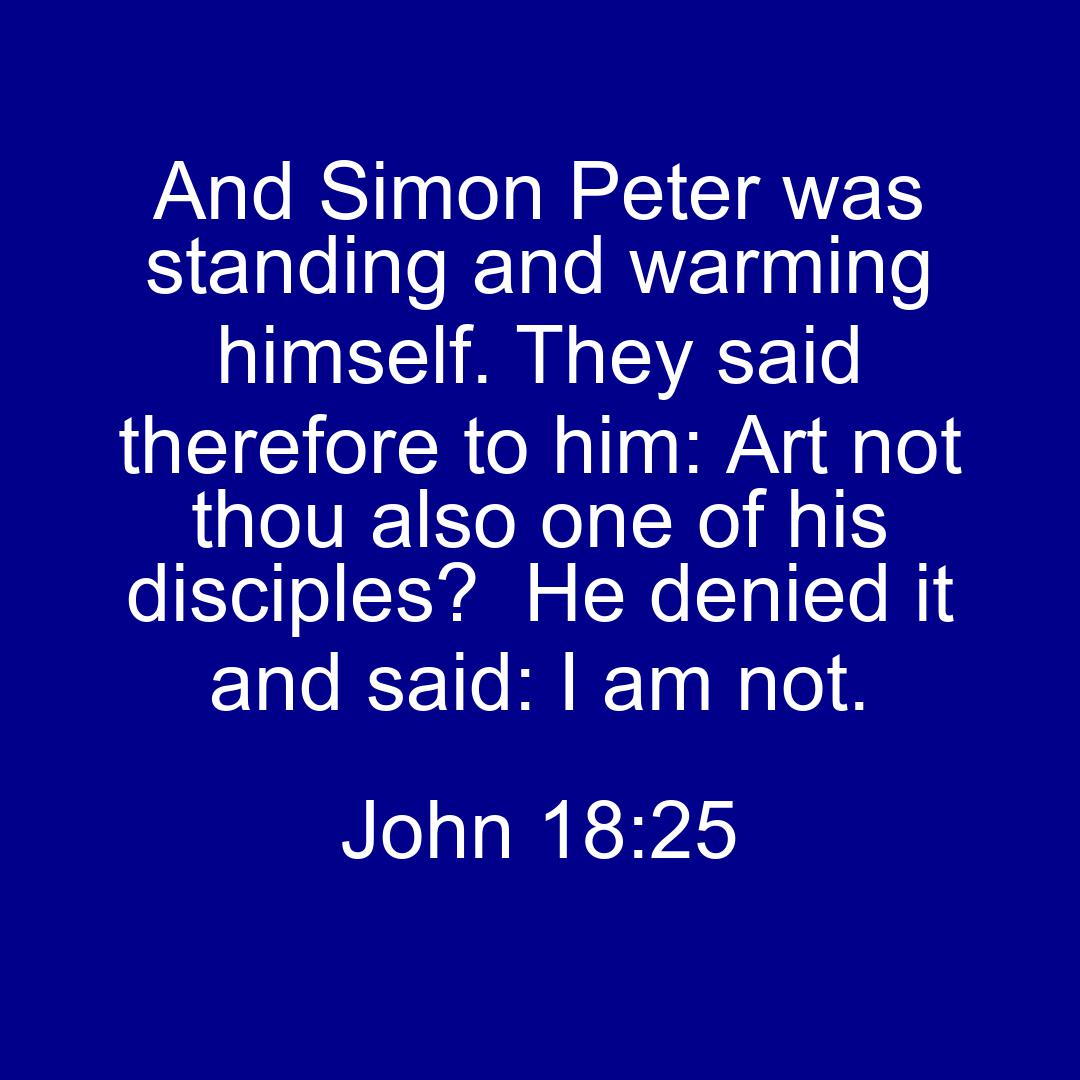 And Simon Peter was
standing and warming
himself. They said
therefore to him: Art not
thou also one of his
disciples?  He denied it
and said: I am not.
John 18:25